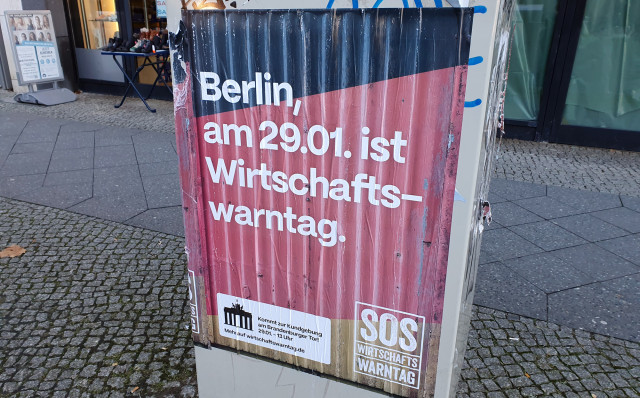 Berlin,
am 29.01. ist
Wirtschafts-
warntag.
Kommt zur Kundgebung
am Brandenburger Tor!
29.01. – 13 Uhr
Mehr auf wirtschaftswarntag.de
SOS
WIRTSCHAFTS
WARNTAG